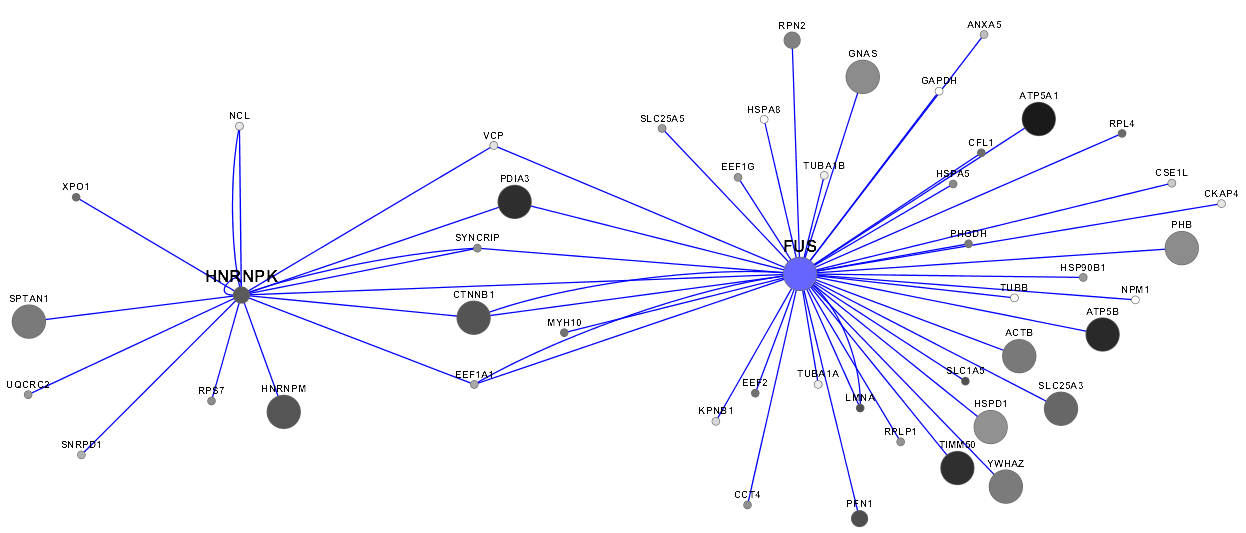 RPN2
ANXA5
GNAS
GAPDH
ATP5A1
HSPA8
SLC25A5
RPL4
NCL
VCP
CFL1
EEF1G
TUBA1B
HSPA5
CSE1L
PDIA3
XPO1
CKAP4
PHB
SYNCRIP
PHGDH
FUS
HSP90B1
HNRNPK
TUBB
NPM1
SPTAN1
CTNNB1
MYH10
ATP5B
ACTB
EEF1A1
TUBA1A
SLC1A5
EEF2
UQCRC2
RPS7
HNRNPM
SLC25A3
LMNA
HSPD1
KPNB1
RPLP1
SNRPD1
TIMM50
YWHAZ
CCT4
PFN1